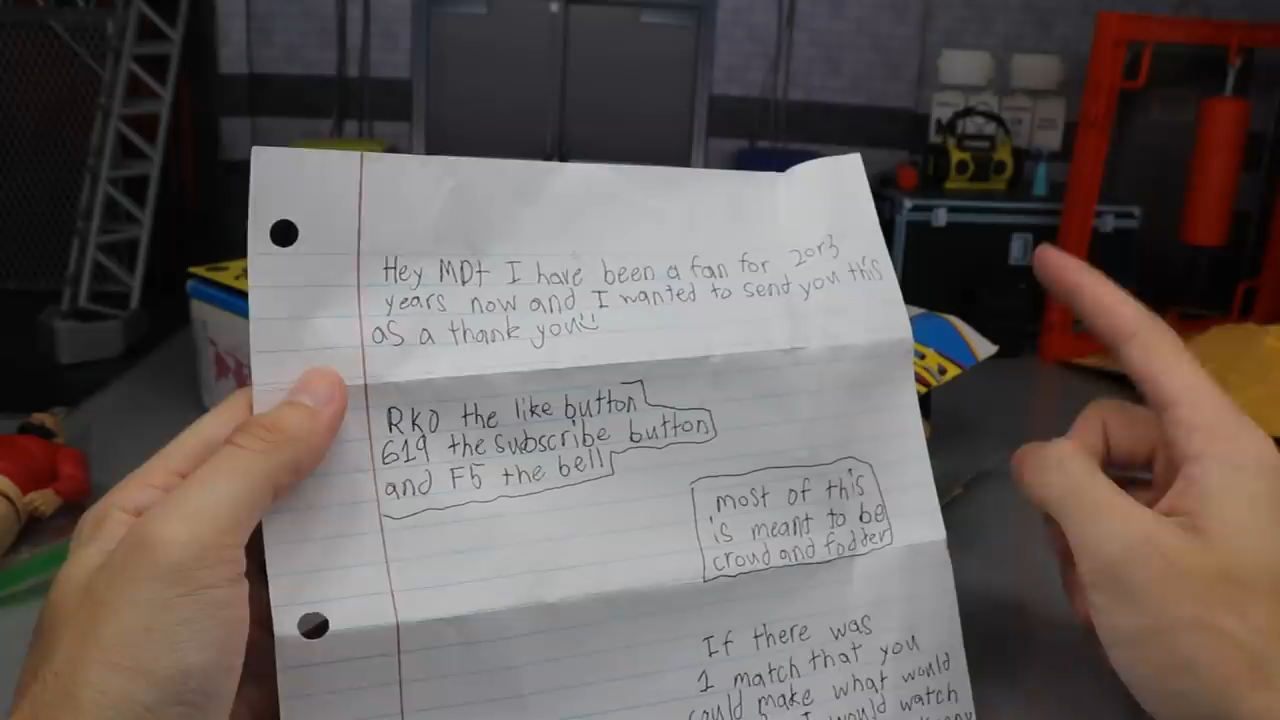 Hey MDt I have been a fan for 2or3
years now and I wanted to send you this
as a thank you
RKO the like button
619 the subscribe button
and F5 the bell
most of this
is meant to be
croud and fodder
If there was
1 match that you
could make what would
I would watch